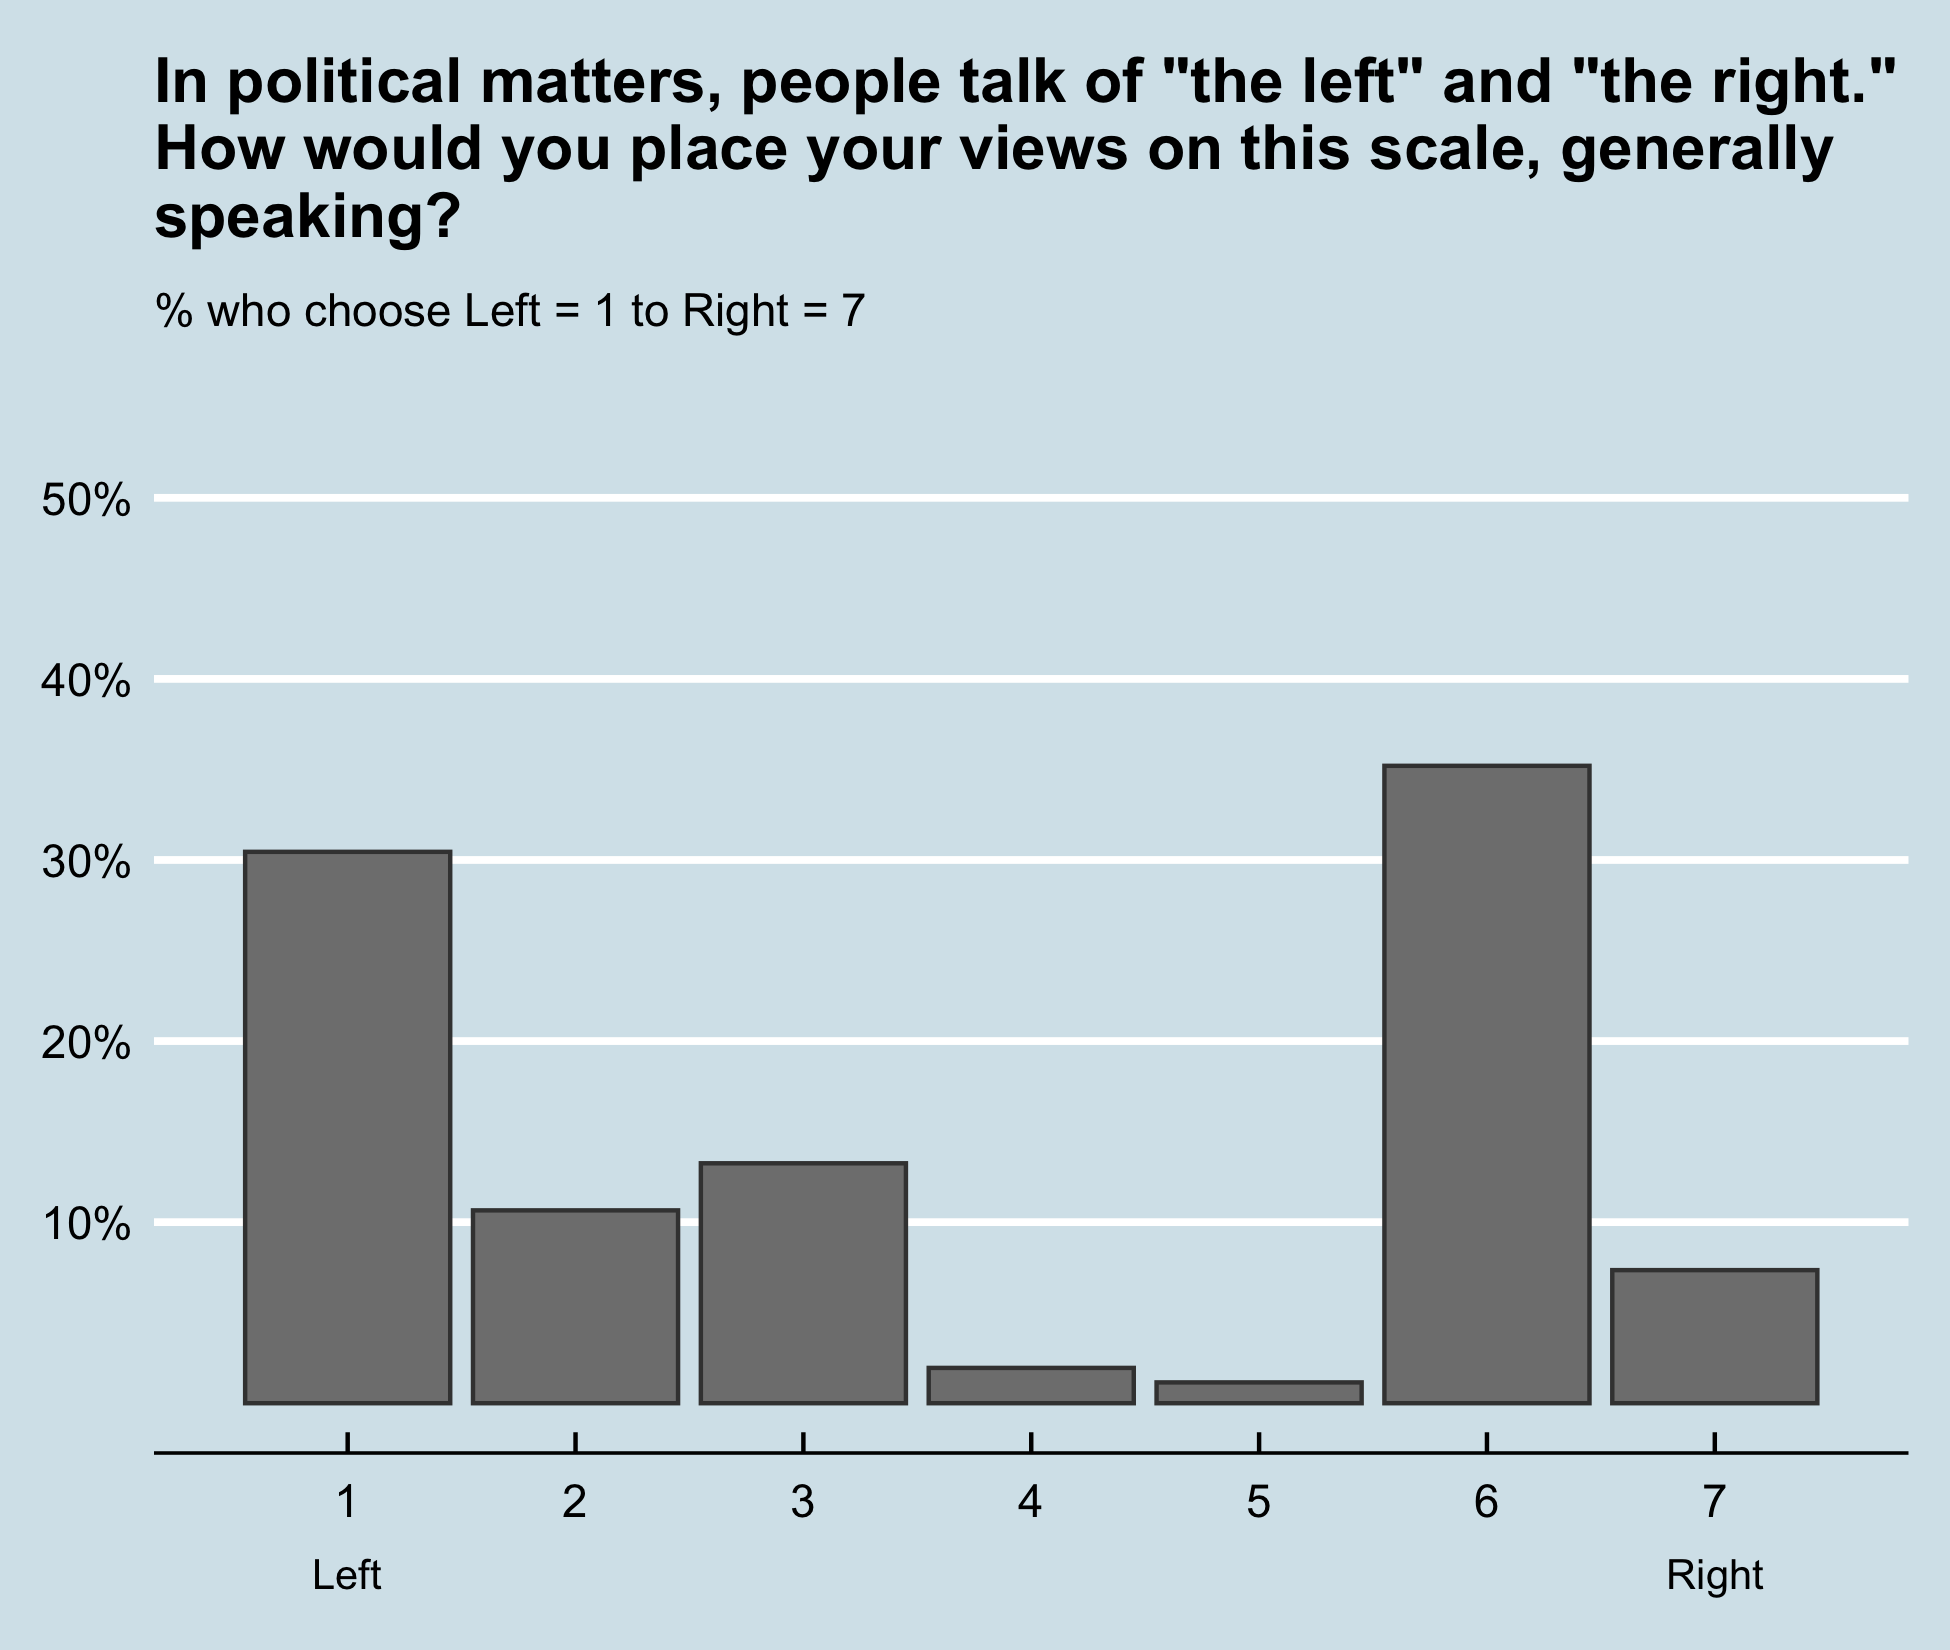 In political matters, people talk of "the left" and "the right."
How would you place your views on this scale, generally
speaking?
% who choose Left = 1 to Right = 7
50%
40%
30%
20%
10%
1 2 3 4 5 6 7
Left Right